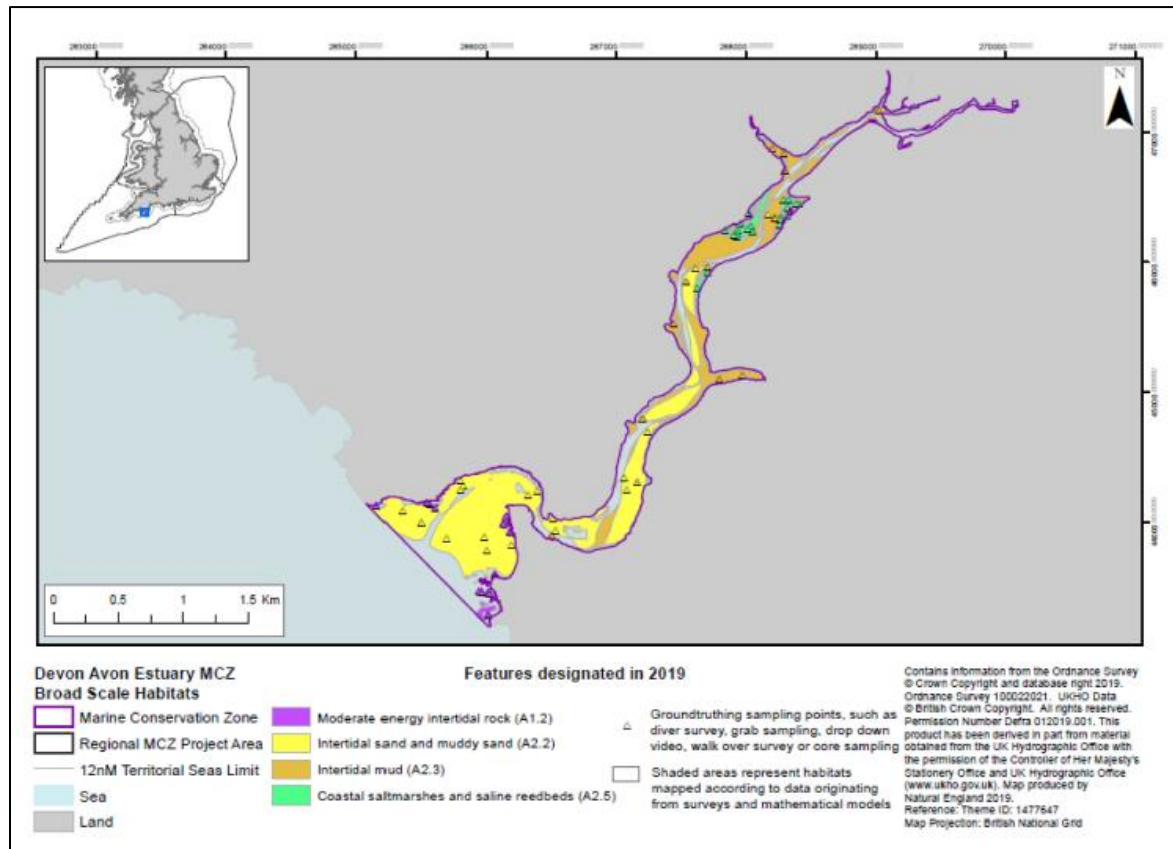 263000 264000 265000 266000 267000 268000 269000 270000 271000
N
47000
46000
45000
44000
0 0.5 1 1.5 Km
Devon Avon Estuary MCZ
Broad Scale Habitats
Marine Conservation Zone
Regional MCZ Project Area
12nM Territorial Seas Limit
Sea
Land
Features designated in 2019
Moderate energy intertidal rock (A1.2)
Intertidal sand and muddy sand (A2.2)
Intertidal mud (A2.3)
Coastal saltmarshes and saline reedbeds (A2.5)
Groundtruthing sampling points, such as
diver survey, grab sampling, drop down
video, walk over survey or core sampling
Shaded areas represent habitats
mapped according to data originating
from surveys and mathematical models
Contains information from the Ordnance Survey
© Crown Copyright and database right 2019.
Ordnance Survey 100022021. UKHO Data
© British Crown Copyright. All rights reserved.
Permission Number Defra 012019.001. This
product has been derived in part from material
obtained from the UK Hydrographic Office with
the permission of the Controller of Her Majesty's
Stationery Office and UK Hydrographic Office
(www.ukho.gov.uk). Map produced by
Natural England 2019.
Reference: Theme ID: 1477647
Map Projection: British National Grid